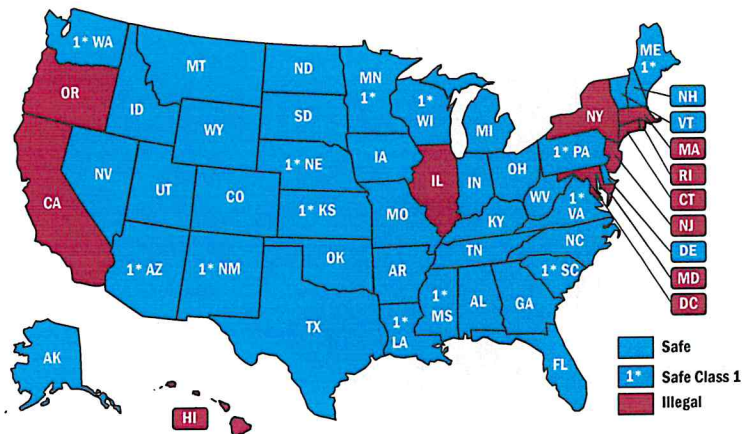 1* WA
MT
ND
MN
1*
ME
1*
OR
ID
SD
1*
WI
NH
VT
WY
MI
NY
MA
IA
1* PA
RI
1* NE
NV
IL
IN
OH
CT
UT
CO
WV
1*
VA
NJ
CA
1* KS
MO
KY
DE
NC
MD
TN
1* AZ
1* NM
OK
AR
1* SC
DC
1*
MS
AL
GA
1*
LA
TX
AK
FL
HI
Safe
1* Safe Class 1
Illegal